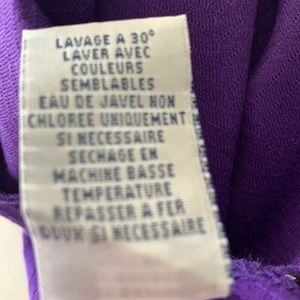 LAVAGE A 30°
LAVER AVEC
COULEURS
SEMBLABLES
EAU DE JAVEL NON
CHLOREE UNIQUEMENT
SI NECESSAIRE
SECHAGE EN
MACHINE BASSE
TEMPERATURE
REPASSER A FER
DOUX SI NECESSAIRE